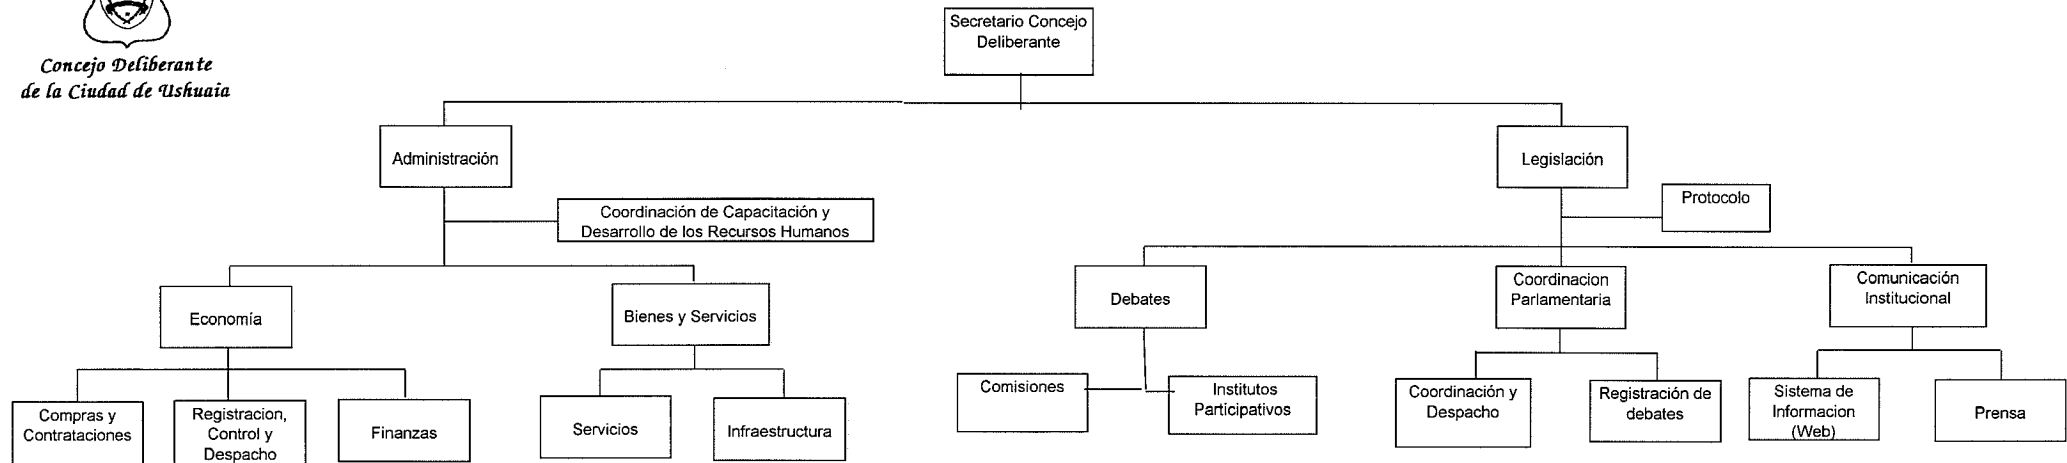 Concejo Deliberante
de la Ciudad de Ushuaia
Secretario Concejo
Deliberante
Administración
Legislación
Coordinación de Capacitación y
Desarrollo de los Recursos Humanos
Protocolo
Economía
Bienes y Servicios
Debates
Coordinacion
Parlamentaria
Comunicación
Institucional
Compras y
Contrataciones
Registracion,
Control y
Despacho
Finanzas
Servicios
Infraestructura
Comisiones
Institutos
Participativos
Coordinación y
Despacho
Registración de
debates
Sistema de
Informacion
(Web)
Prensa